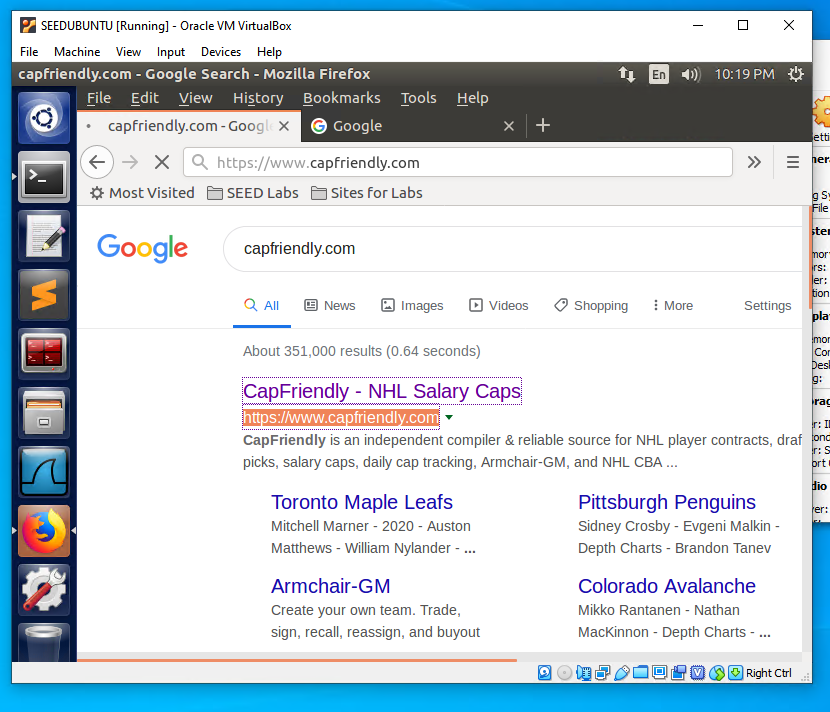 SEEDUBUNTU [Running] - Oracle VM VirtualBox
File Machine View Input Devices Help
capfriendly.com - Google Search - Mozilla Firefox En 10:19 PM
File Edit View History Bookmarks Tools Help
capfriendly.com - Googl Google
https://www.capfriendly.com
Most Visited SEED Labs Sites for Labs
Google capfriendly.com
All News Images Videos Shopping More Settings
About 351,000 results (0.64 seconds)
CapFriendly - NHL Salary Caps
https://www.capfriendly.com
CapFriendly is an independent compiler & reliable source for NHL player contracts, draf
picks, salary caps, daily cap tracking, Armchair-GM, and NHL CBA ...
Toronto Maple Leafs
Mitchell Marner - 2020 - Auston
Matthews - William Nylander - ...
Pittsburgh Penguins
Sidney Crosby - Evgeni Malkin -
Depth Charts - Brandon Tanev
Armchair-GM
Create your own team. Trade,
sign, recall, reassign, and buyout
Colorado Avalanche
Mikko Rantanen - Nathan
MacKinnon - Depth Charts - ...
Right Ctrl